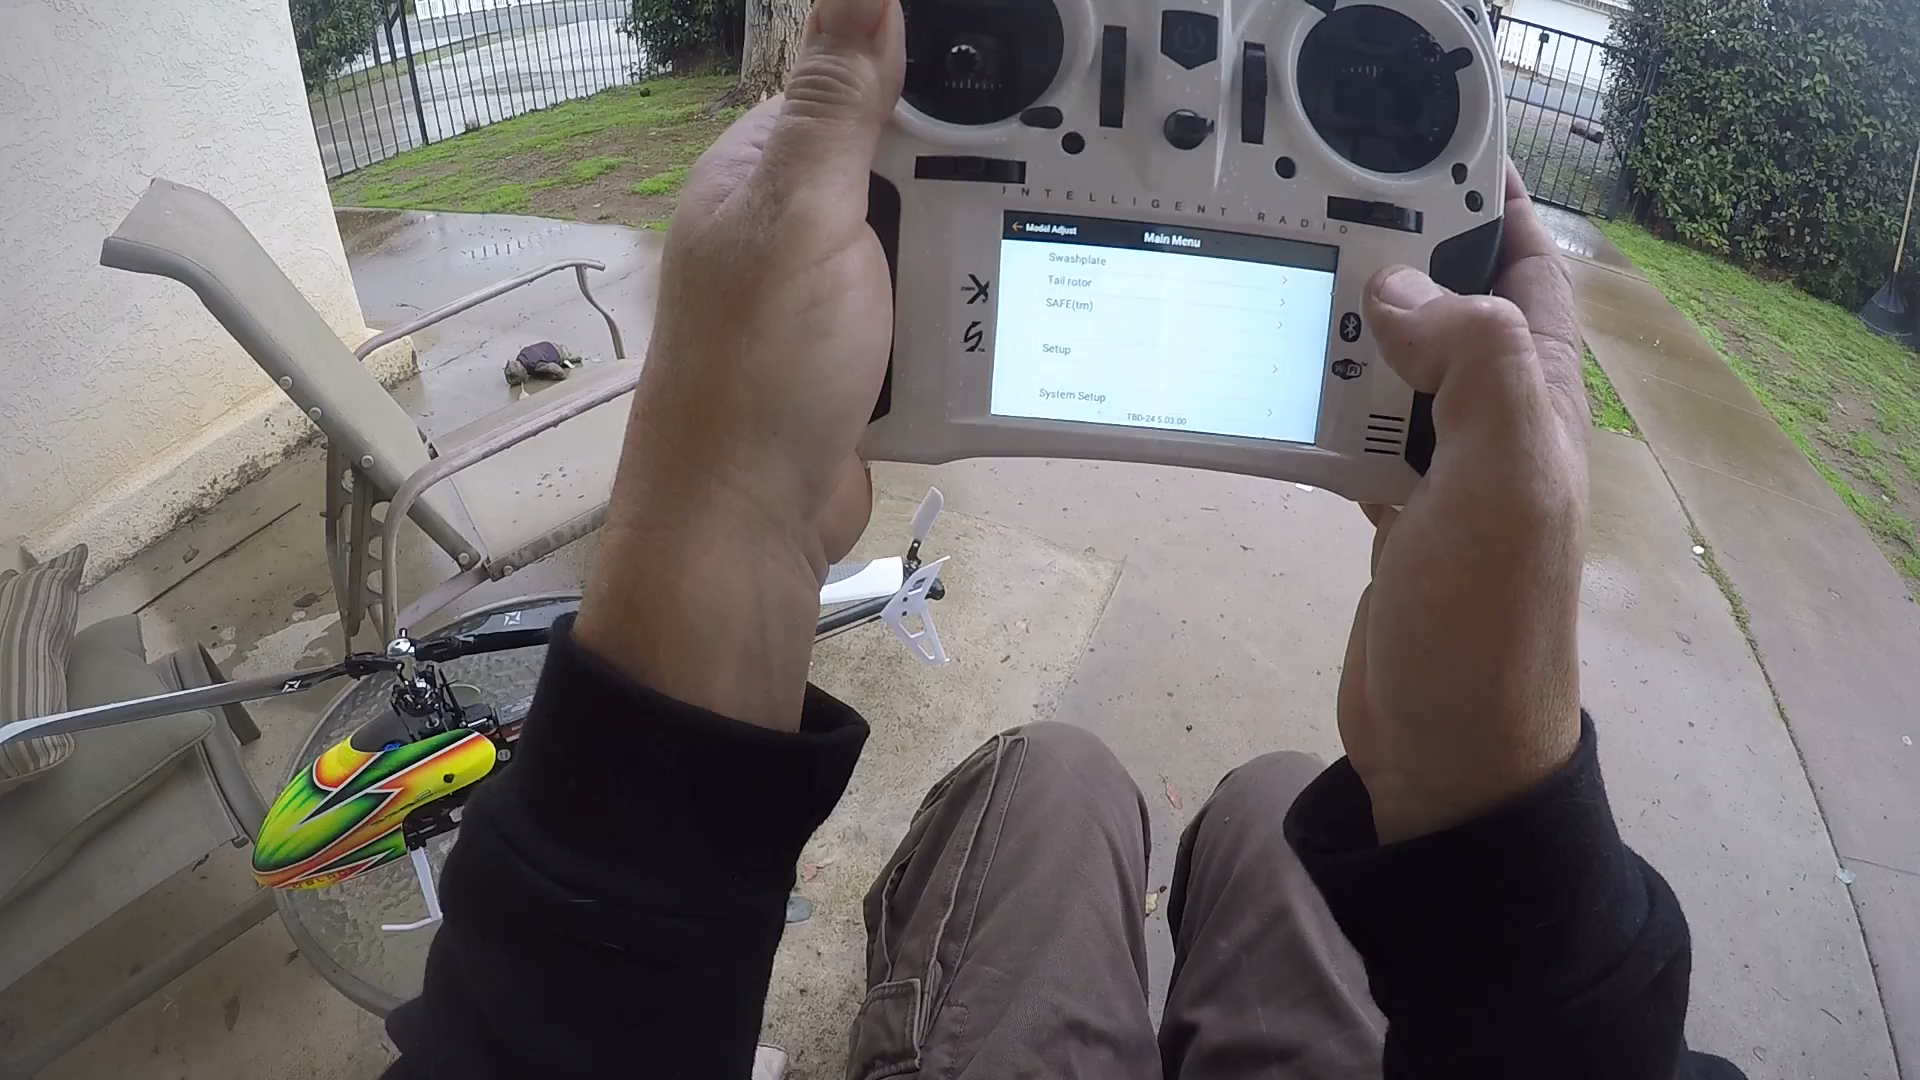 INTELLIGENT RADIO
Model Adjust
Main Menu
Swashplate
Tail rotor
SAFE(tm)
Setup
System Setup
TBD-24 5.03.00
WiFi